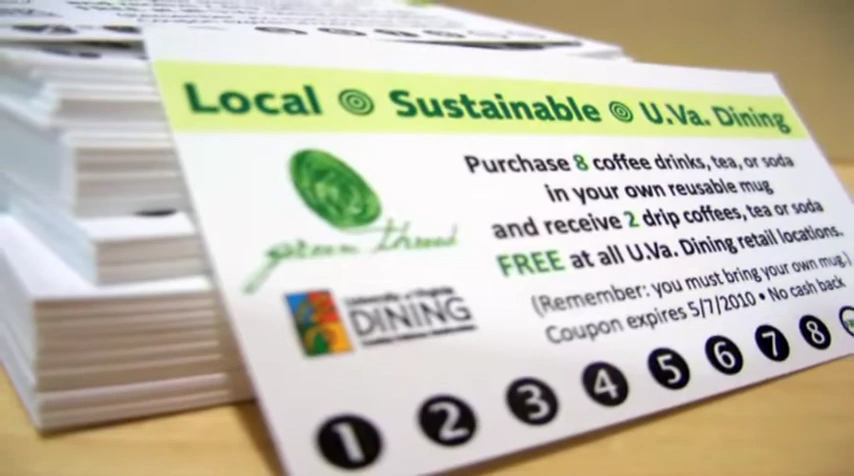 Local Sustainable U.Va. Dining
Purchase 8 coffee drinks, tea, or soda
in your own reusable mug
and receive 2 drip coffees, tea or soda
FREE at all U.Va. Dining retail locations.
(Remember: you must bring your own mug.)
Coupon expires 5/7/2010 • No cash back
green thread
University of Virginia
DINING
1 2 3 4 5 6 7 8